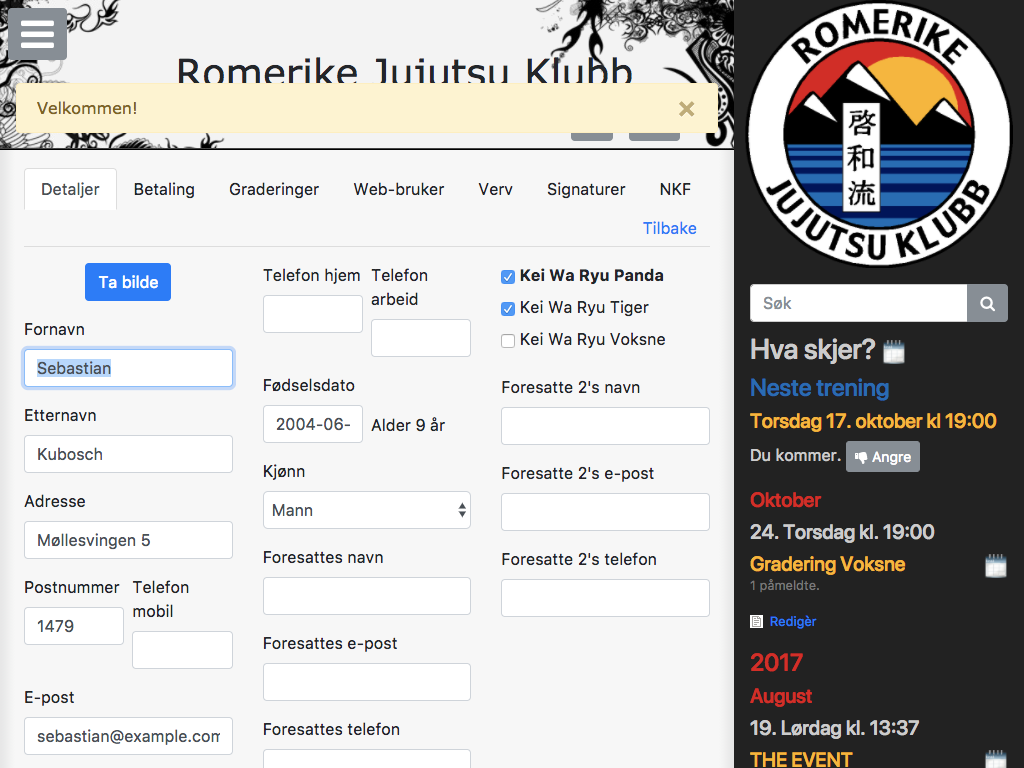 Romerike Jujutsu Klubb
Velkommen!
×
Detaljer Betaling Graderinger Web-bruker Verv Signaturer NKF
Tilbake
Ta bilde
Fornavn
Sebastian
Etternavn
Kubosch
Adresse
Møllesvingen 5
Postnummer
1479
Telefon
mobil
E-post
sebastian@example.com
Telefon hjem
Telefon
arbeid
Fødselsdato
2004-06-
Alder 9 år
Kjønn
Mann
Foresattes navn
Foresattes e-post
Foresattes telefon
Kei Wa Ryu Panda
Kei Wa Ryu Tiger
Kei Wa Ryu Voksne
Foresatte 2's navn
Foresatte 2's e-post
Foresatte 2's telefon
ROMERIKE
啓和流
JUJUTSU KLUBB
Søk
Hva skjer?
Neste trening
Torsdag 17. oktober kl 19:00
Du kommer. Angre
Oktober
24. Torsdag kl. 19:00
Gradering Voksne
1 påmeldte.
Redigèr
2017
August
19. Lørdag kl. 13:37
THE EVENT